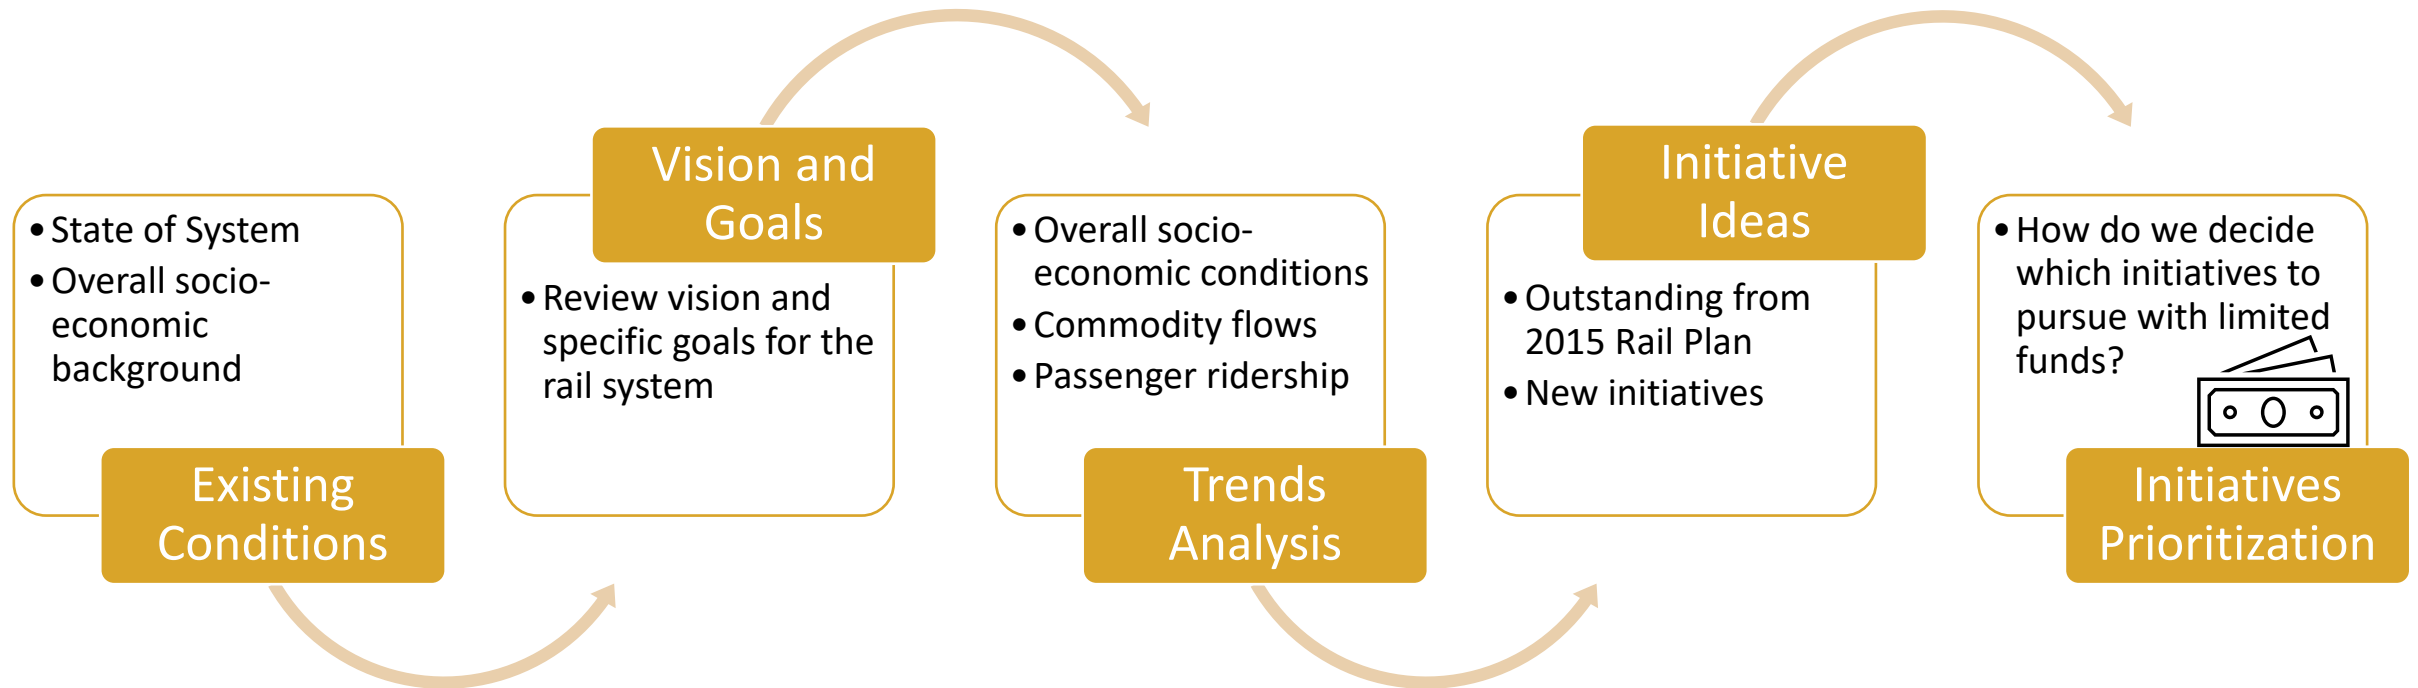 • State of System
• Overall socio-
economic
background
Existing
Conditions
Vision and
Goals
• Review vision and
specific goals for the
rail system
• Overall socio-
economic conditions
• Commodity flows
• Passenger ridership
Trends
Analysis
Initiative
Ideas
• Outstanding from
2015 Rail Plan
• New initiatives
• How do we decide
which initiatives to
pursue with limited
funds?
Initiatives
Prioritization